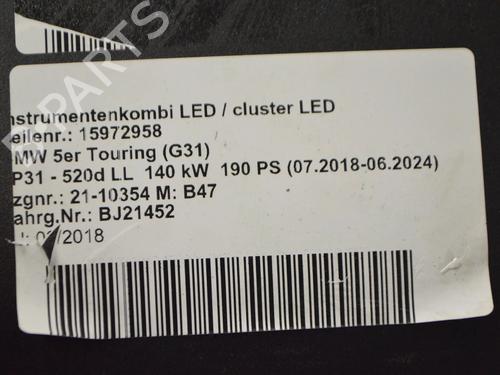 B-PARTS
nstrumentenkombi LED / cluster LED
eilenr.: 15972958
MW 5er Touring (G31)
P31 - 520d LL 140 kW 190 PS (07.2018-06.2024)
zgnr.: 21-10354 M: B47
ahrg.Nr.: BJ21452
/2018